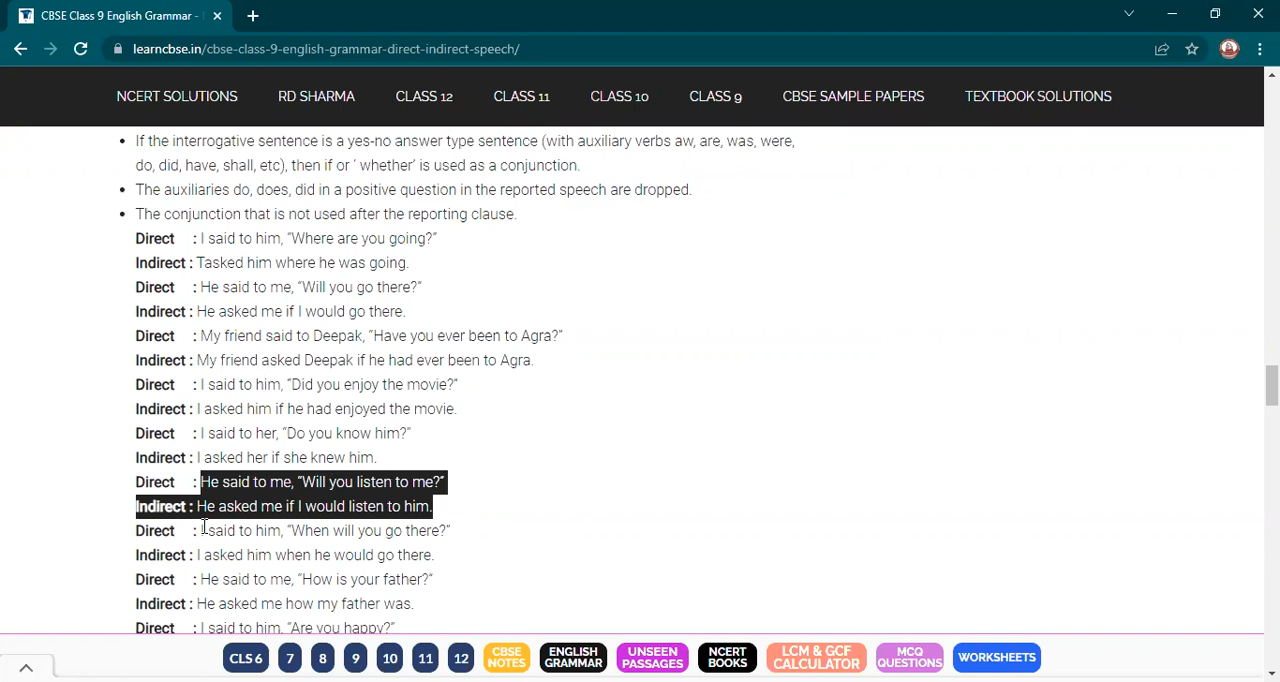 CBSE Class 9 English Grammar -
learncbse.in/cbse-class-9-english-grammar-direct-indirect-speech/
NCERT SOLUTIONS RD SHARMA CLASS 12 CLASS 11 CLASS 10 CLASS 9 CBSE SAMPLE PAPERS TEXTBOOK SOLUTIONS
• If the interrogative sentence is a yes-no answer type sentence (with auxiliary verbs aw, are, was, were,
do, did, have, shall, etc), then if or ‘ whether’ is used as a conjunction.
• The auxiliaries do, does, did in a positive question in the reported speech are dropped.
• The conjunction that is not used after the reporting clause.
Direct : I said to him, “Where are you going?”
Indirect : Tasked him where he was going.
Direct : He said to me, “Will you go there?”
Indirect : He asked me if I would go there.
Direct : My friend said to Deepak, “Have you ever been to Agra?”
Indirect : My friend asked Deepak if he had ever been to Agra.
Direct : I said to him, “Did you enjoy the movie?”
Indirect : I asked him if he had enjoyed the movie.
Direct : I said to her, “Do you know him?”
Indirect : I asked her if she knew him.
Direct : He said to me, “Will you listen to me?”
Indirect : He asked me if I would listen to him.
Direct : I said to him, “When will you go there?”
Indirect : I asked him when he would go there.
Direct : He said to me, “How is your father?”
Indirect : He asked me how my father was.
Direct : I said to him, “Are you happy?”
CLS 6 7 8 9 10 11 12 CBSE NOTES ENGLISH GRAMMAR UNSEEN PASSAGES NCERT BOOKS LCM & GCF CALCULATOR MCQ QUESTIONS WORKSHEETS